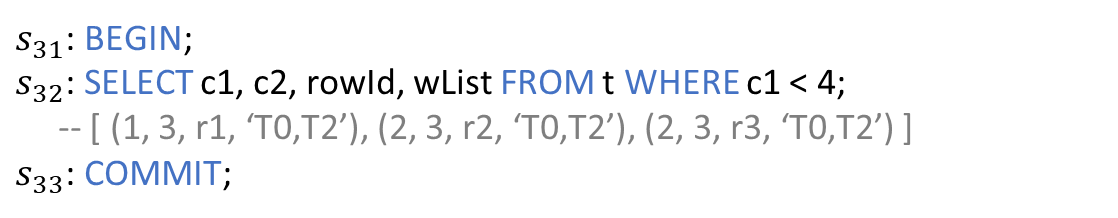 s31: BEGIN;
s32: SELECT c1, c2, rowId, wList FROM t WHERE c1 < 4;
-- [ (1, 3, r1, ‘T0,T2’), (2, 3, r2, ‘T0,T2’), (2, 3, r3, ‘T0,T2’) ]
s33: COMMIT;